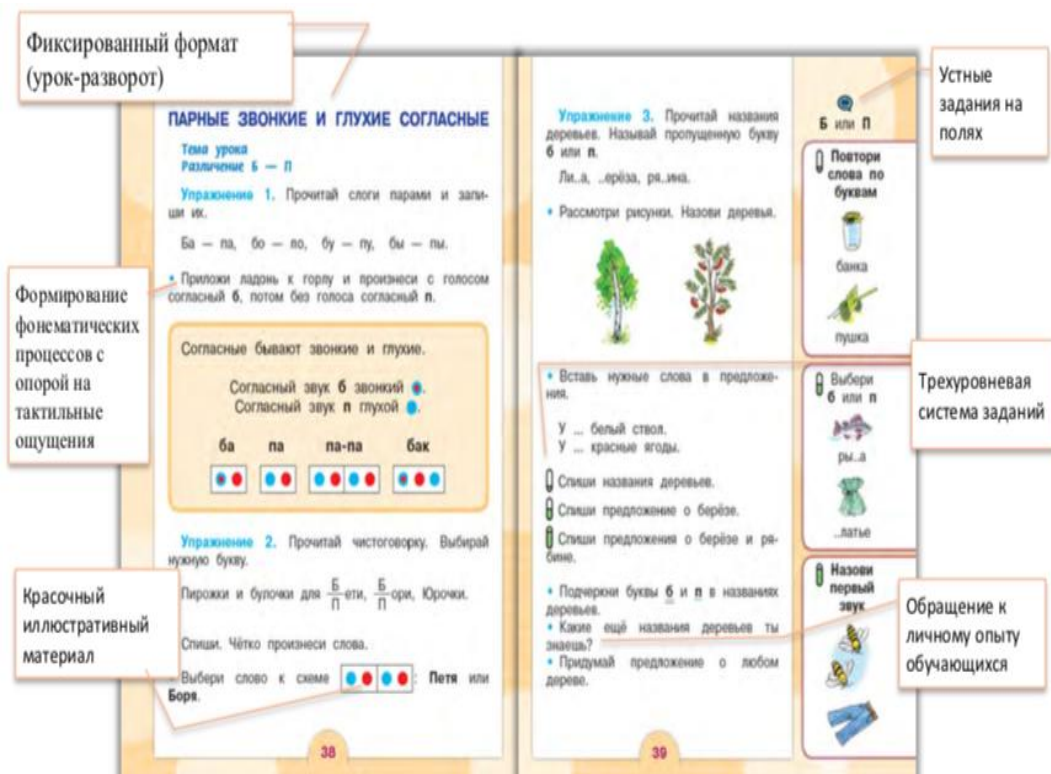 Фиксированный формат
(урок-разворот)
ПАРНЫЕ ЗВОНКИЕ И ГЛУХИЕ СОГЛАСНЫЕ
Тема урока
Различение Б — П
Упражнение 1. Прочитай слоги парами и запи-
ши их.
Ба — па, бо — по, бу — пу, бы — пы.
• Приложи ладонь к горлу и произнеси с голосом
согласный б, потом без голоса согласный п.
Формирование
фонематических
процессов с
опорой на
тактильные
ощущения
Согласные бывают звонкие и глухие.
Согласный звук б звонкий
Согласный звук п глухой
ба па па-па бак
Упражнение 2. Прочитай чистоговорку. Выбирай
нужную букву.
Пирожки и булочки для Б/П ети, Б/П ори, Юрочки.
Спиши. Чётко произнеси слова.
Выбери слово к схеме : Петя или
Боря.
Красочный
иллюстративный
материал
38
Упражнение 3. Прочитай названия
деревьев. Называй пропущенную букву
б или п.
Ли..а, ..ерёза, ря..ина.
• Рассмотри рисунки. Назови деревья.
• Вставь нужные слова в предложе-
ния.
У ... белый ствол.
У ... красные ягоды.
Спиши названия деревьев.
Спиши предложение о берёзе.
Спиши предложения о берёзе и ря-
бине.
• Подчеркни буквы б и п в названиях
деревьев.
• Какие ещё названия деревьев ты
знаешь?
• Придумай предложение о любом
дереве.
39
Б или П
Повтори
слова по
буквам
банка
пушка
Выбери
б или п
ры..а
..латье
Назови
первый
звук
Устные
задания на
полях
Трехуровневая
система заданий
Обращение к
личному опыту
обучающихся